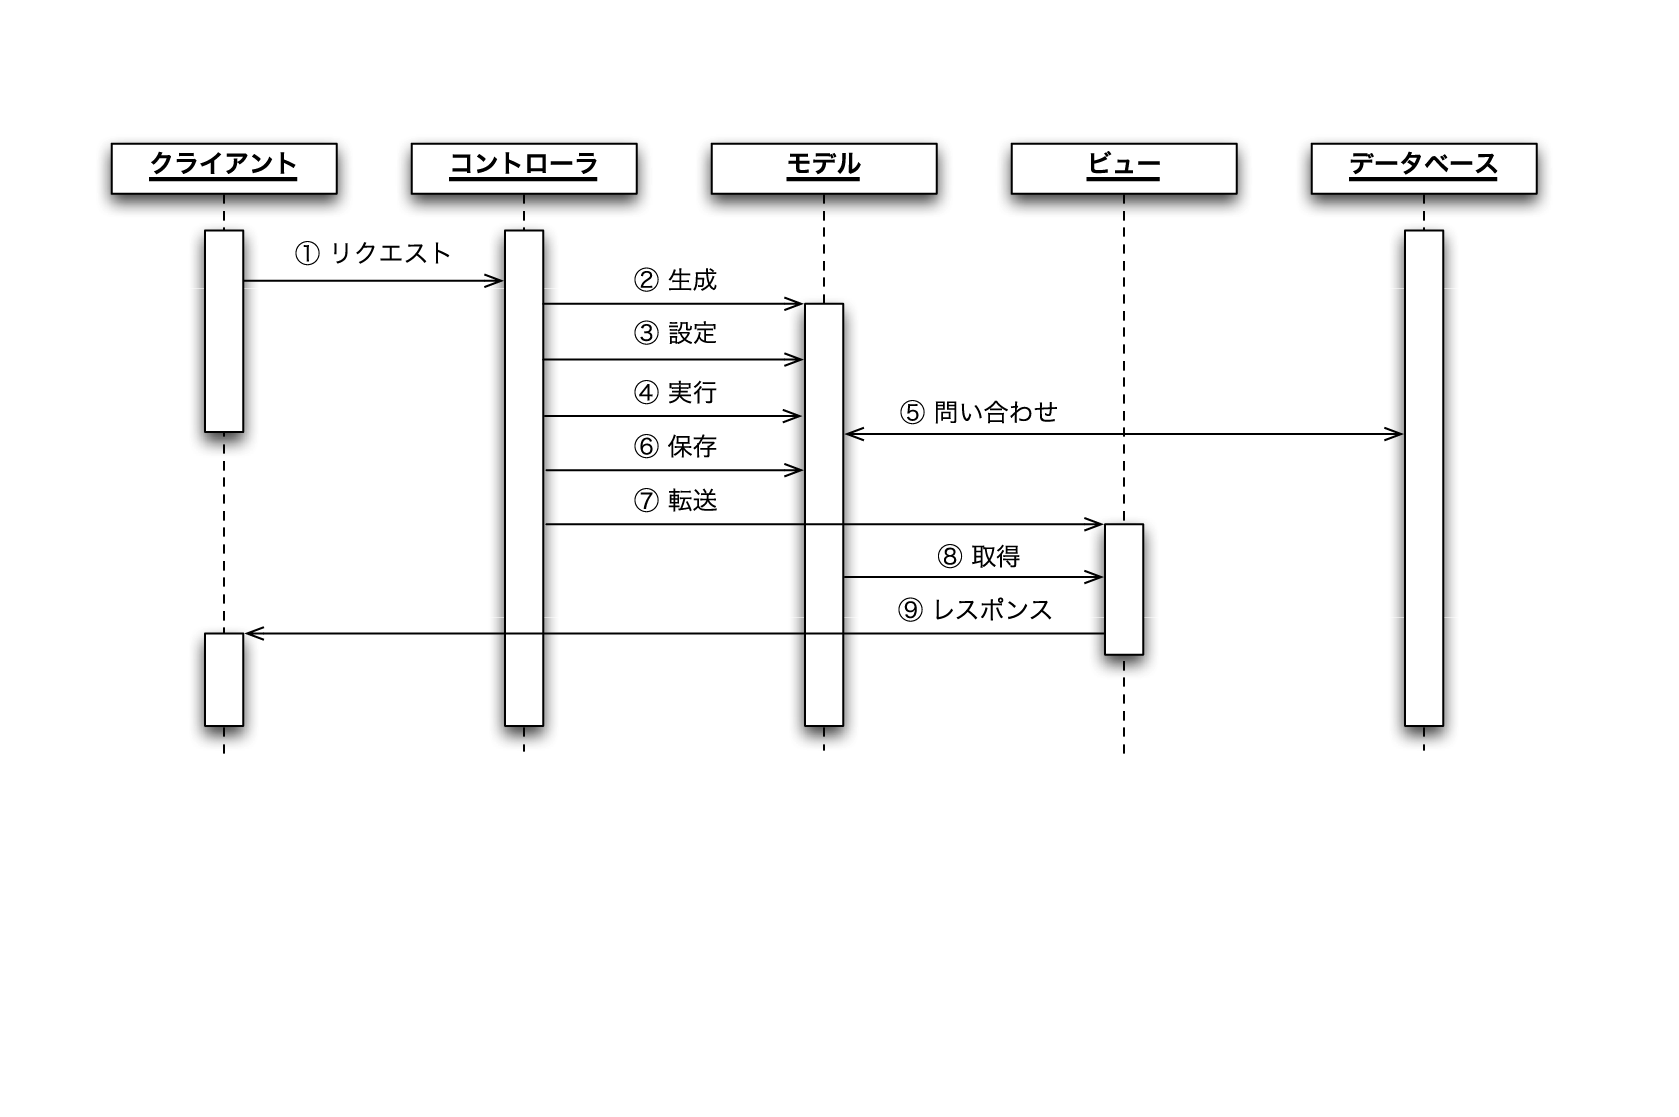 クライアント
コントローラ
モデル
ビュー
データベース
① リクエスト
② 生成
③ 設定
④ 実行
⑤ 問い合わせ
⑥ 保存
⑦ 転送
⑧ 取得
⑨ レスポンス